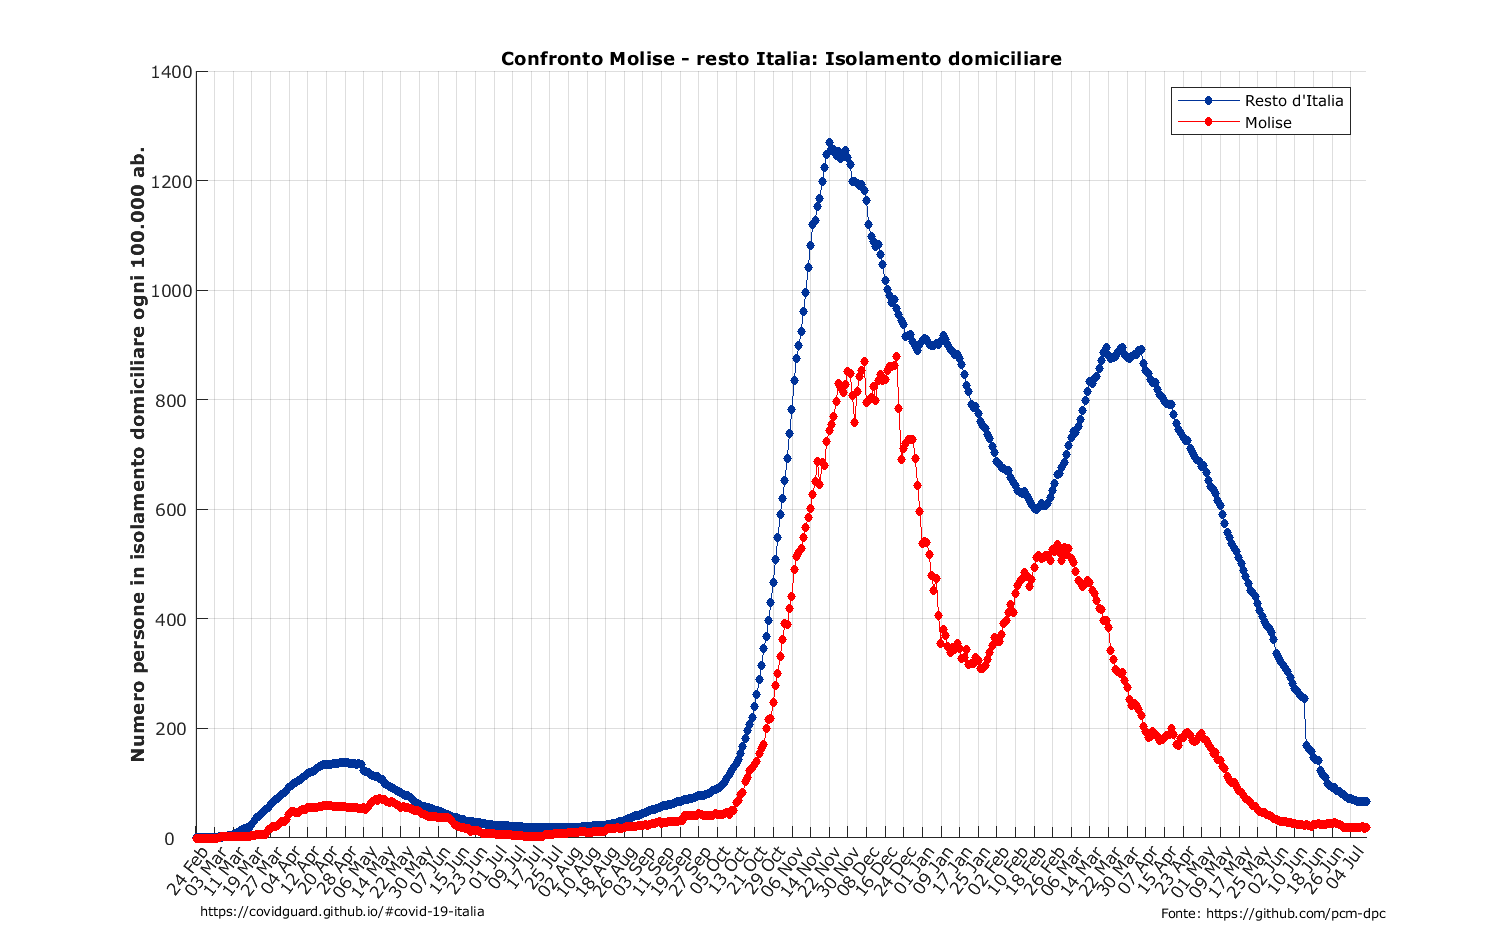 Confronto Molise - resto Italia: Isolamento domiciliare
Numero persone in isolamento domiciliare ogni 100.000 ab.
1400
1200
1000
800
600
400
200
0
Resto d'Italia
Molise
24 Feb
03 Mar
11 Mar
19 Mar
27 Mar
04 Apr
12 Apr
20 Apr
28 Apr
06 May
14 May
22 May
30 May
07 Jun
15 Jun
23 Jun
01 Jul
09 Jul
17 Jul
25 Jul
02 Aug
10 Aug
18 Aug
26 Aug
03 Sep
11 Sep
19 Sep
27 Sep
05 Oct
13 Oct
21 Oct
29 Oct
06 Nov
14 Nov
22 Nov
30 Nov
08 Dec
16 Dec
24 Dec
01 Jan
09 Jan
17 Jan
25 Jan
02 Feb
10 Feb
18 Feb
26 Feb
06 Mar
14 Mar
22 Mar
30 Mar
07 Apr
15 Apr
23 Apr
01 May
09 May
17 May
25 May
02 Jun
10 Jun
18 Jun
26 Jun
04 Jul
https://covidguard.github.io/#covid-19-italia
Fonte: https://github.com/pcm-dpc